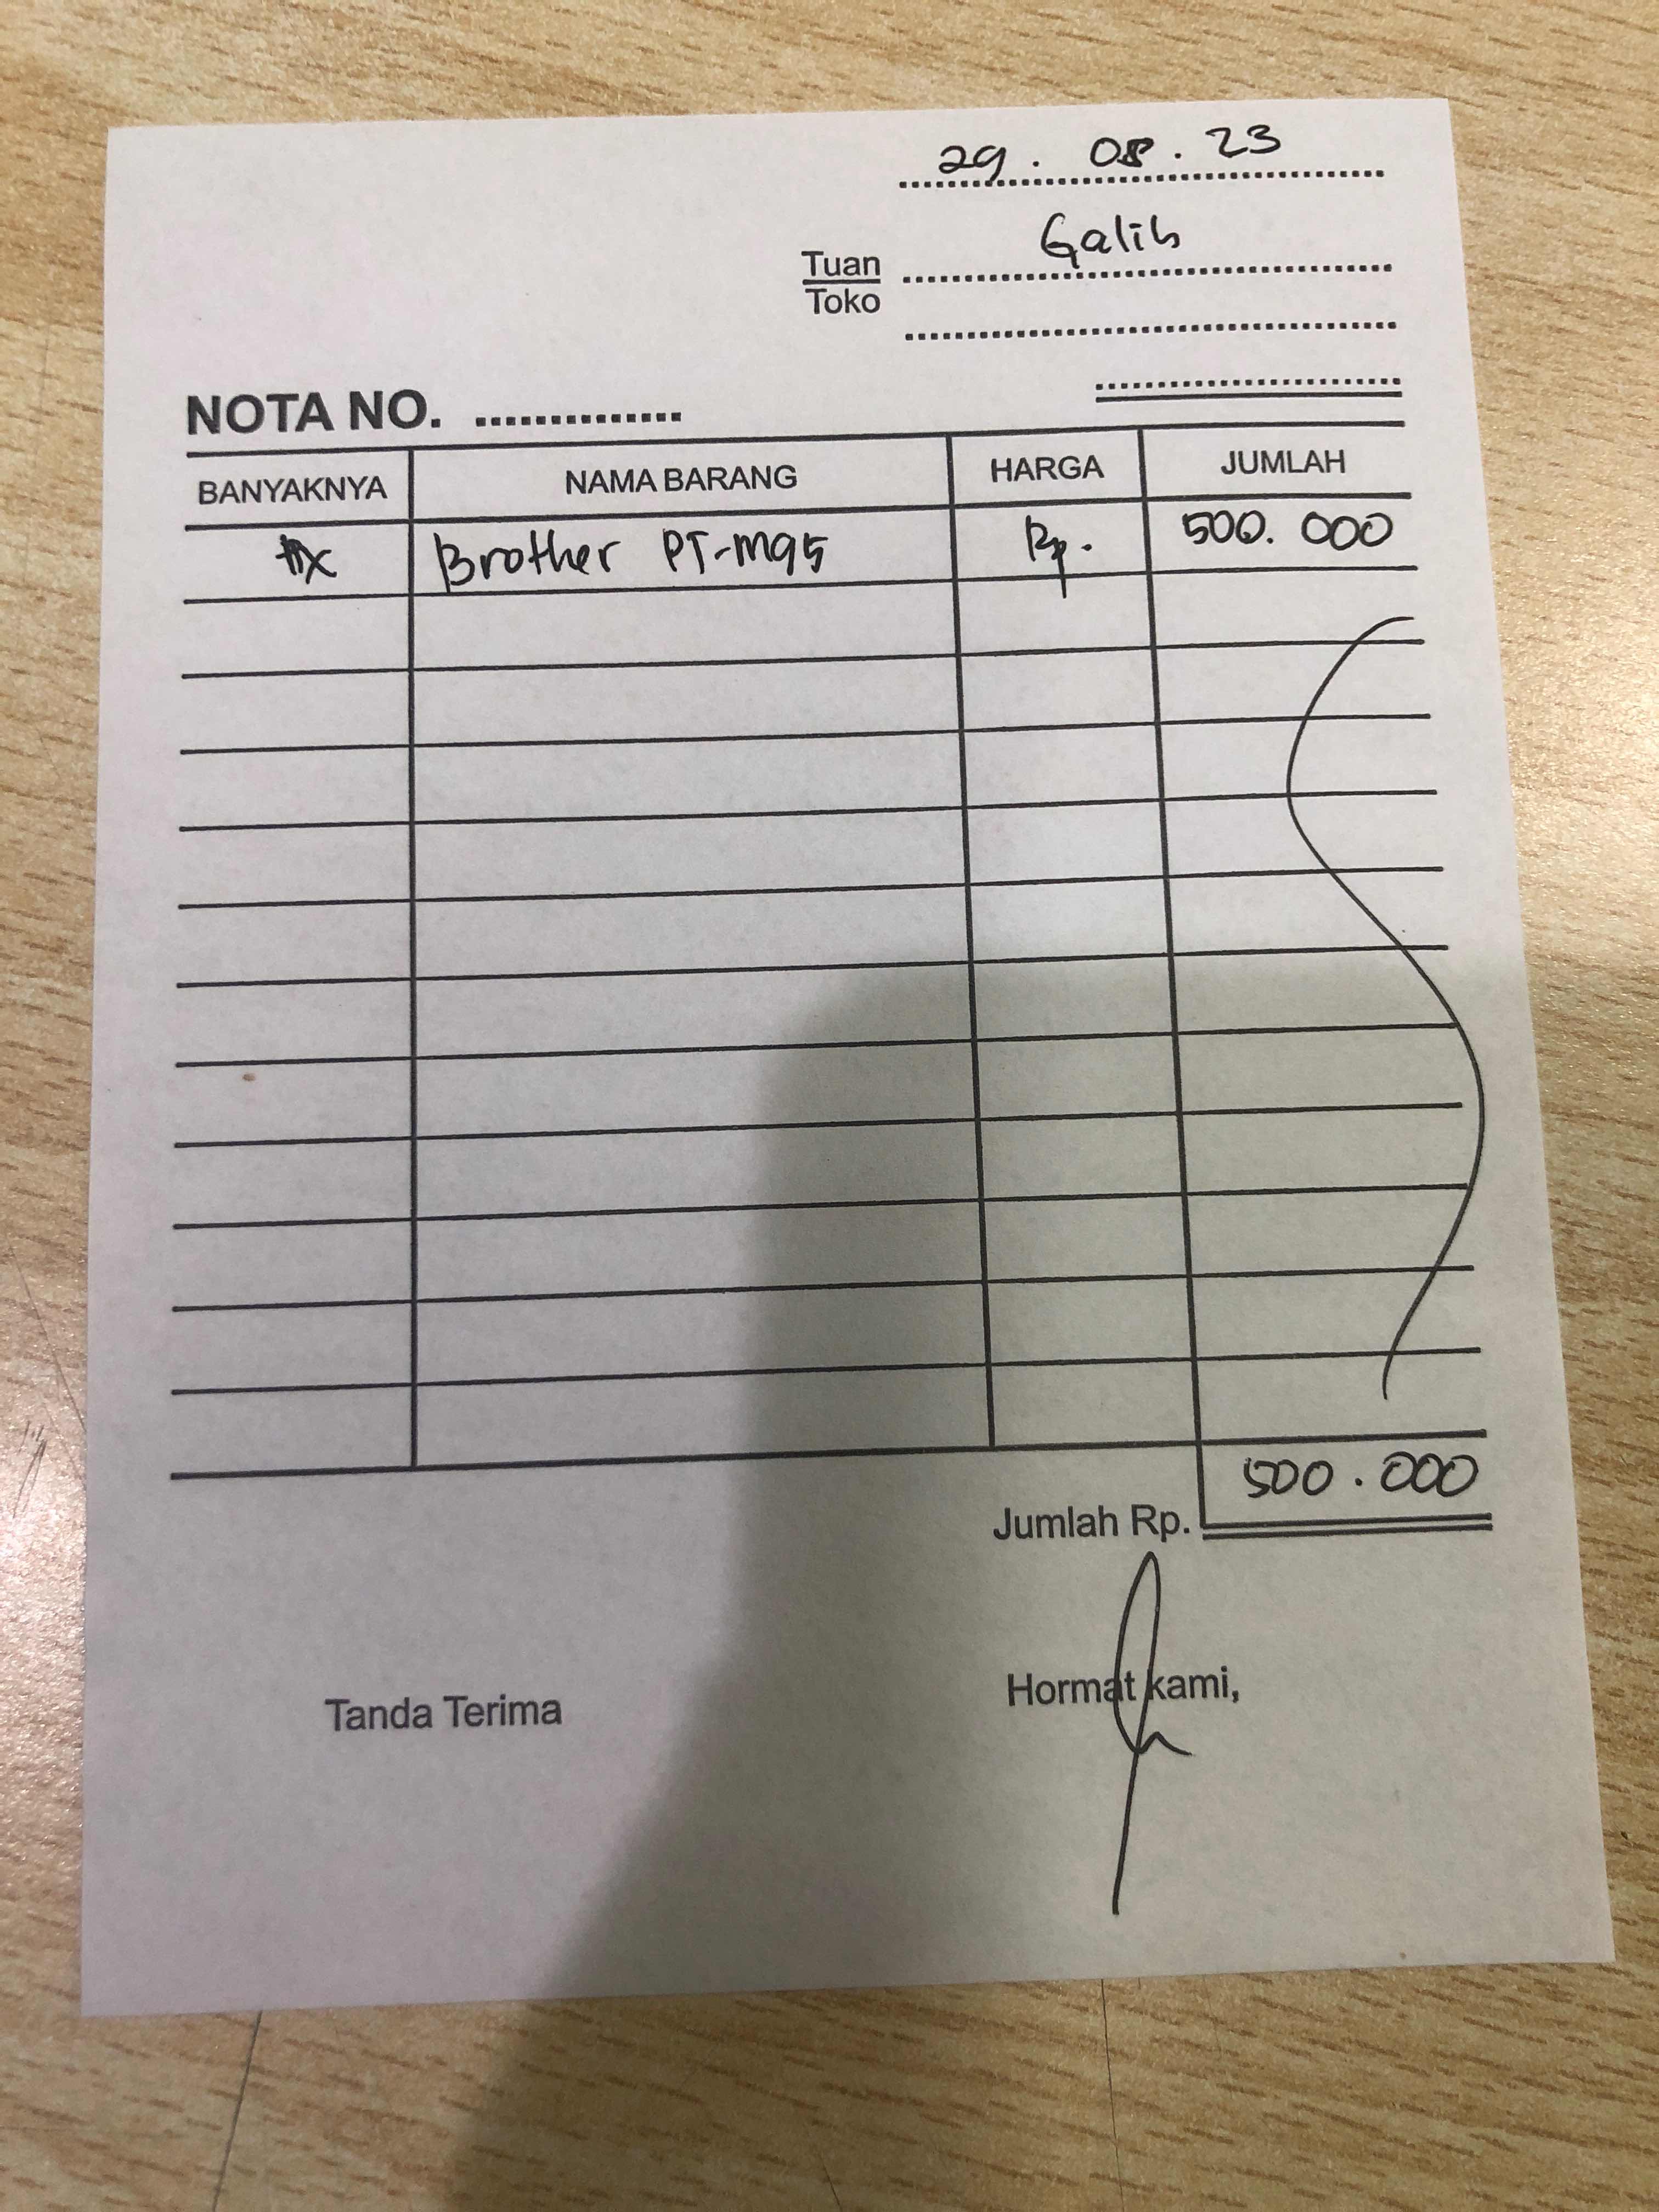 29. 08. 23
Galih
Tuan
Toko
NOTA NO. ...............
BANYAKNYA NAMA BARANG HARGA JUMLAH
Brother PT-M95 Rp. 500.000
500.000
Jumlah Rp.
Tanda Terima Hormat kami,